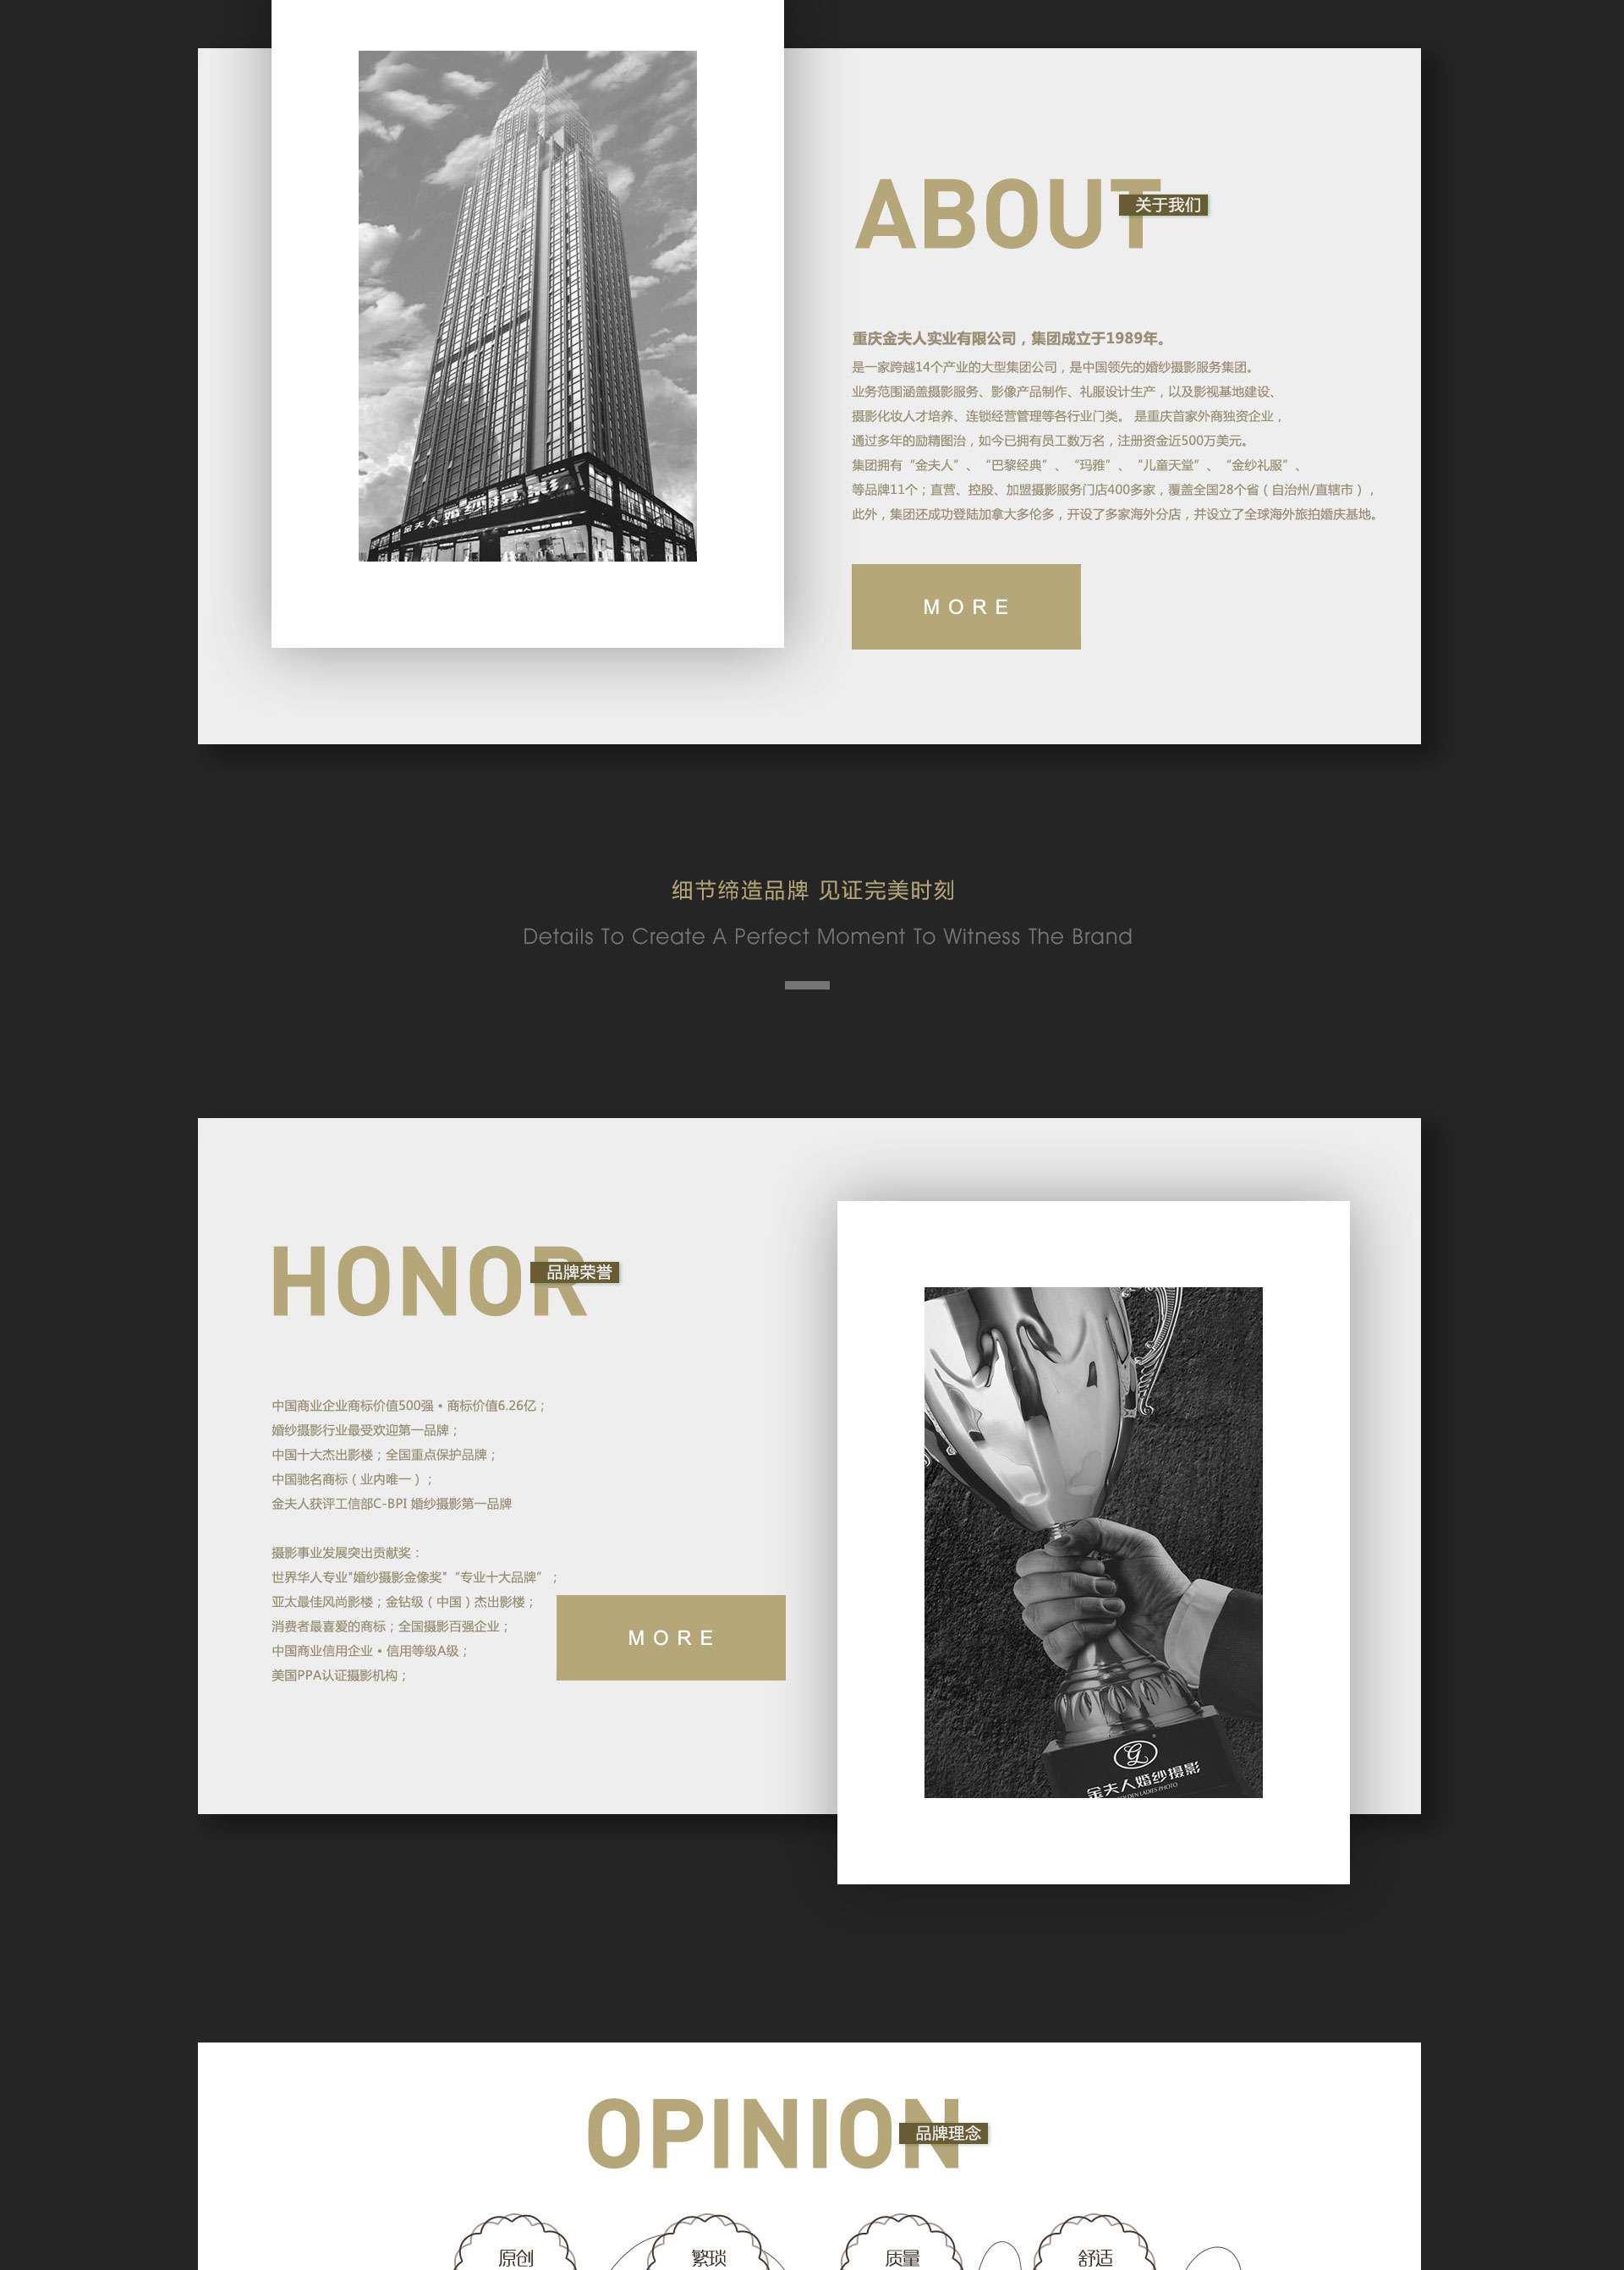 金夫人婚纱摄影
ABOUT
关于我们
重庆金夫人实业有限公司，集团成立于1989年。
是一家跨越14个产业的大型集团公司，是中国领先的婚纱摄影服务集团。
业务范围涵盖摄影服务、影像产品制作、礼服设计生产，以及影视基地建设、
摄影化妆人才培养、连锁经营管理等各行业门类。 是重庆首家外商独资企业，
通过多年的励精图治，如今已拥有员工数万名，注册资金近500万美元。
集团拥有“金夫人”、“巴黎经典”、“玛雅”、“儿童天堂”、“金纱礼服”、
等品牌11个；直营、控股、加盟摄影服务门店400多家，覆盖全国28个省（自治州/直辖市），
此外，集团还成功登陆加拿大多伦多，开设了多家海外分店，并设立了全球海外旅拍婚庆基地。
MORE
细节缔造品牌 见证完美时刻
Details To Create A Perfect Moment To Witness The Brand
HONOR
品牌荣誉
中国商业企业商标价值500强 • 商标价值6.26亿；
婚纱摄影行业最受欢迎第一品牌；
中国十大杰出影楼；全国重点保护品牌；
中国驰名商标（业内唯一）；
金夫人获评工信部C-BPI 婚纱摄影第一品牌
摄影事业发展突出贡献奖：
世界华人专业"婚纱摄影金像奖"“专业十大品牌”；
亚太最佳风尚影楼；金钻级（中国）杰出影楼；
消费者最喜爱的商标；全国摄影百强企业；
中国商业信用企业 • 信用等级A级；
美国PPA认证摄影机构；
MORE
金夫人婚纱摄影
GOLDEN LADIES PHOTO
OPINION
品牌理念
原创
繁琐
质量
舒适